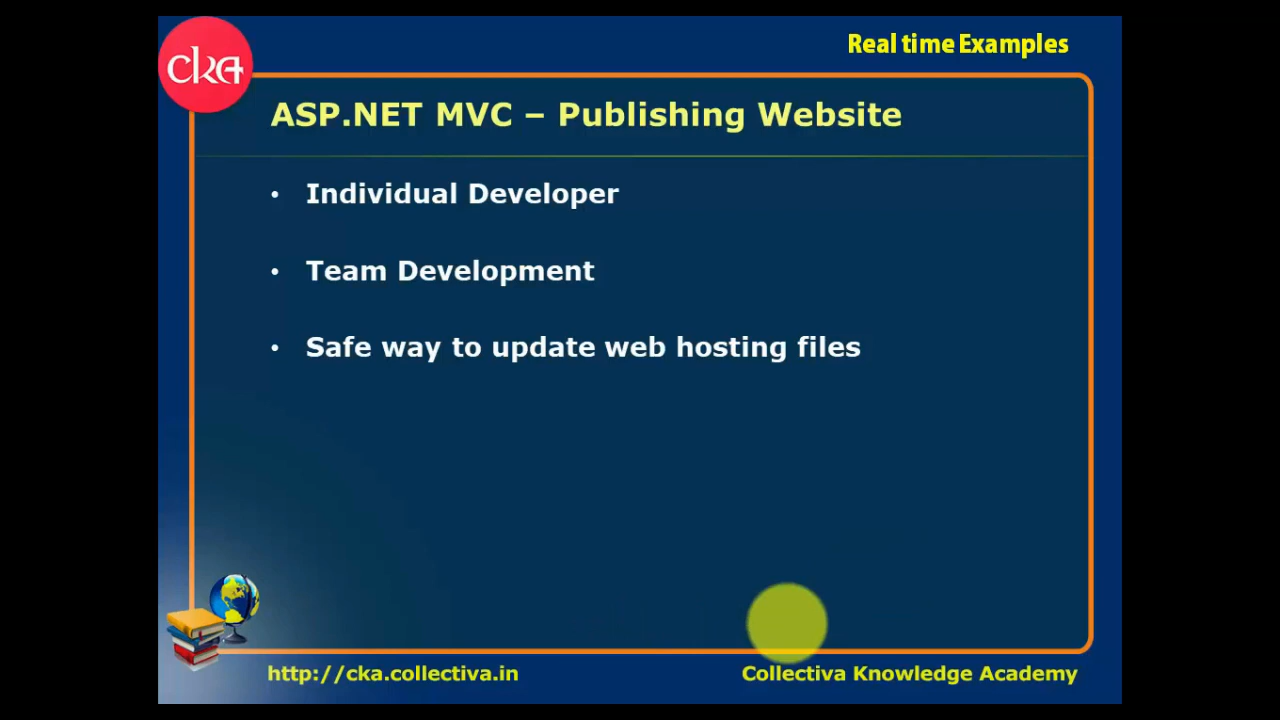 cka
Real time Examples
ASP.NET MVC – Publishing Website
• Individual Developer
• Team Development
• Safe way to update web hosting files
http://cka.collectiva.in
Collectiva Knowledge Academy